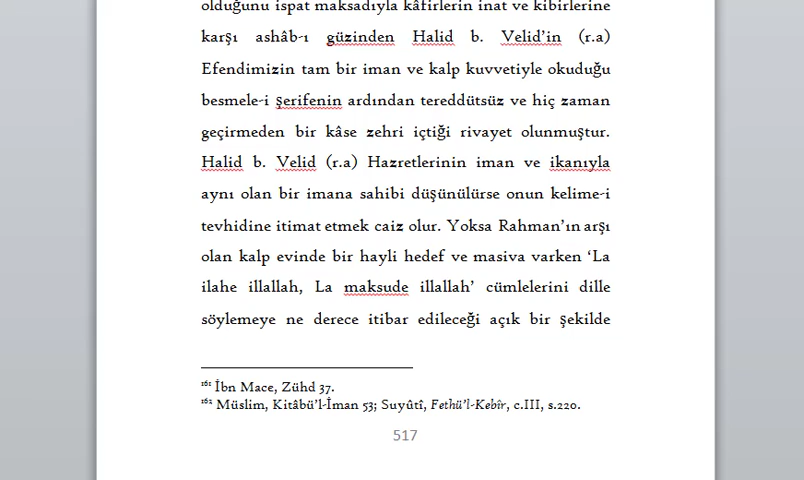 olduğunu ispat maksadıyla kâfirlerin inat ve kibirlerine
karşı ashâb-ı güzinden Halid b. Velid’in (r.a)
Efendimizin tam bir iman ve kalp kuvvetiyle okuduğu
besmele-i şerifenin ardından tereddütsüz ve hiç zaman
geçirmeden bir kâse zehri içtiği rivayet olunmuştur.
Halid b. Velid (r.a) Hazretlerinin iman ve ikanıyla
aynı olan bir imana sahibi düşünülürse onun kelime-i
tevhidine itimat etmek caiz olur. Yoksa Rahman’ın arşı
olan kalp evinde bir hayli hedef ve masiva varken ‘La
ilahe illallah, La maksude illallah’ cümlelerini dille
söylemeye ne derece itibar edileceği açık bir şekilde
161 İbn Mace, Zühd 37.
162 Müslim, Kitâbü’l-İman 53; Suyûtî, Fethü’l-Kebîr, c.III, s.220.
517